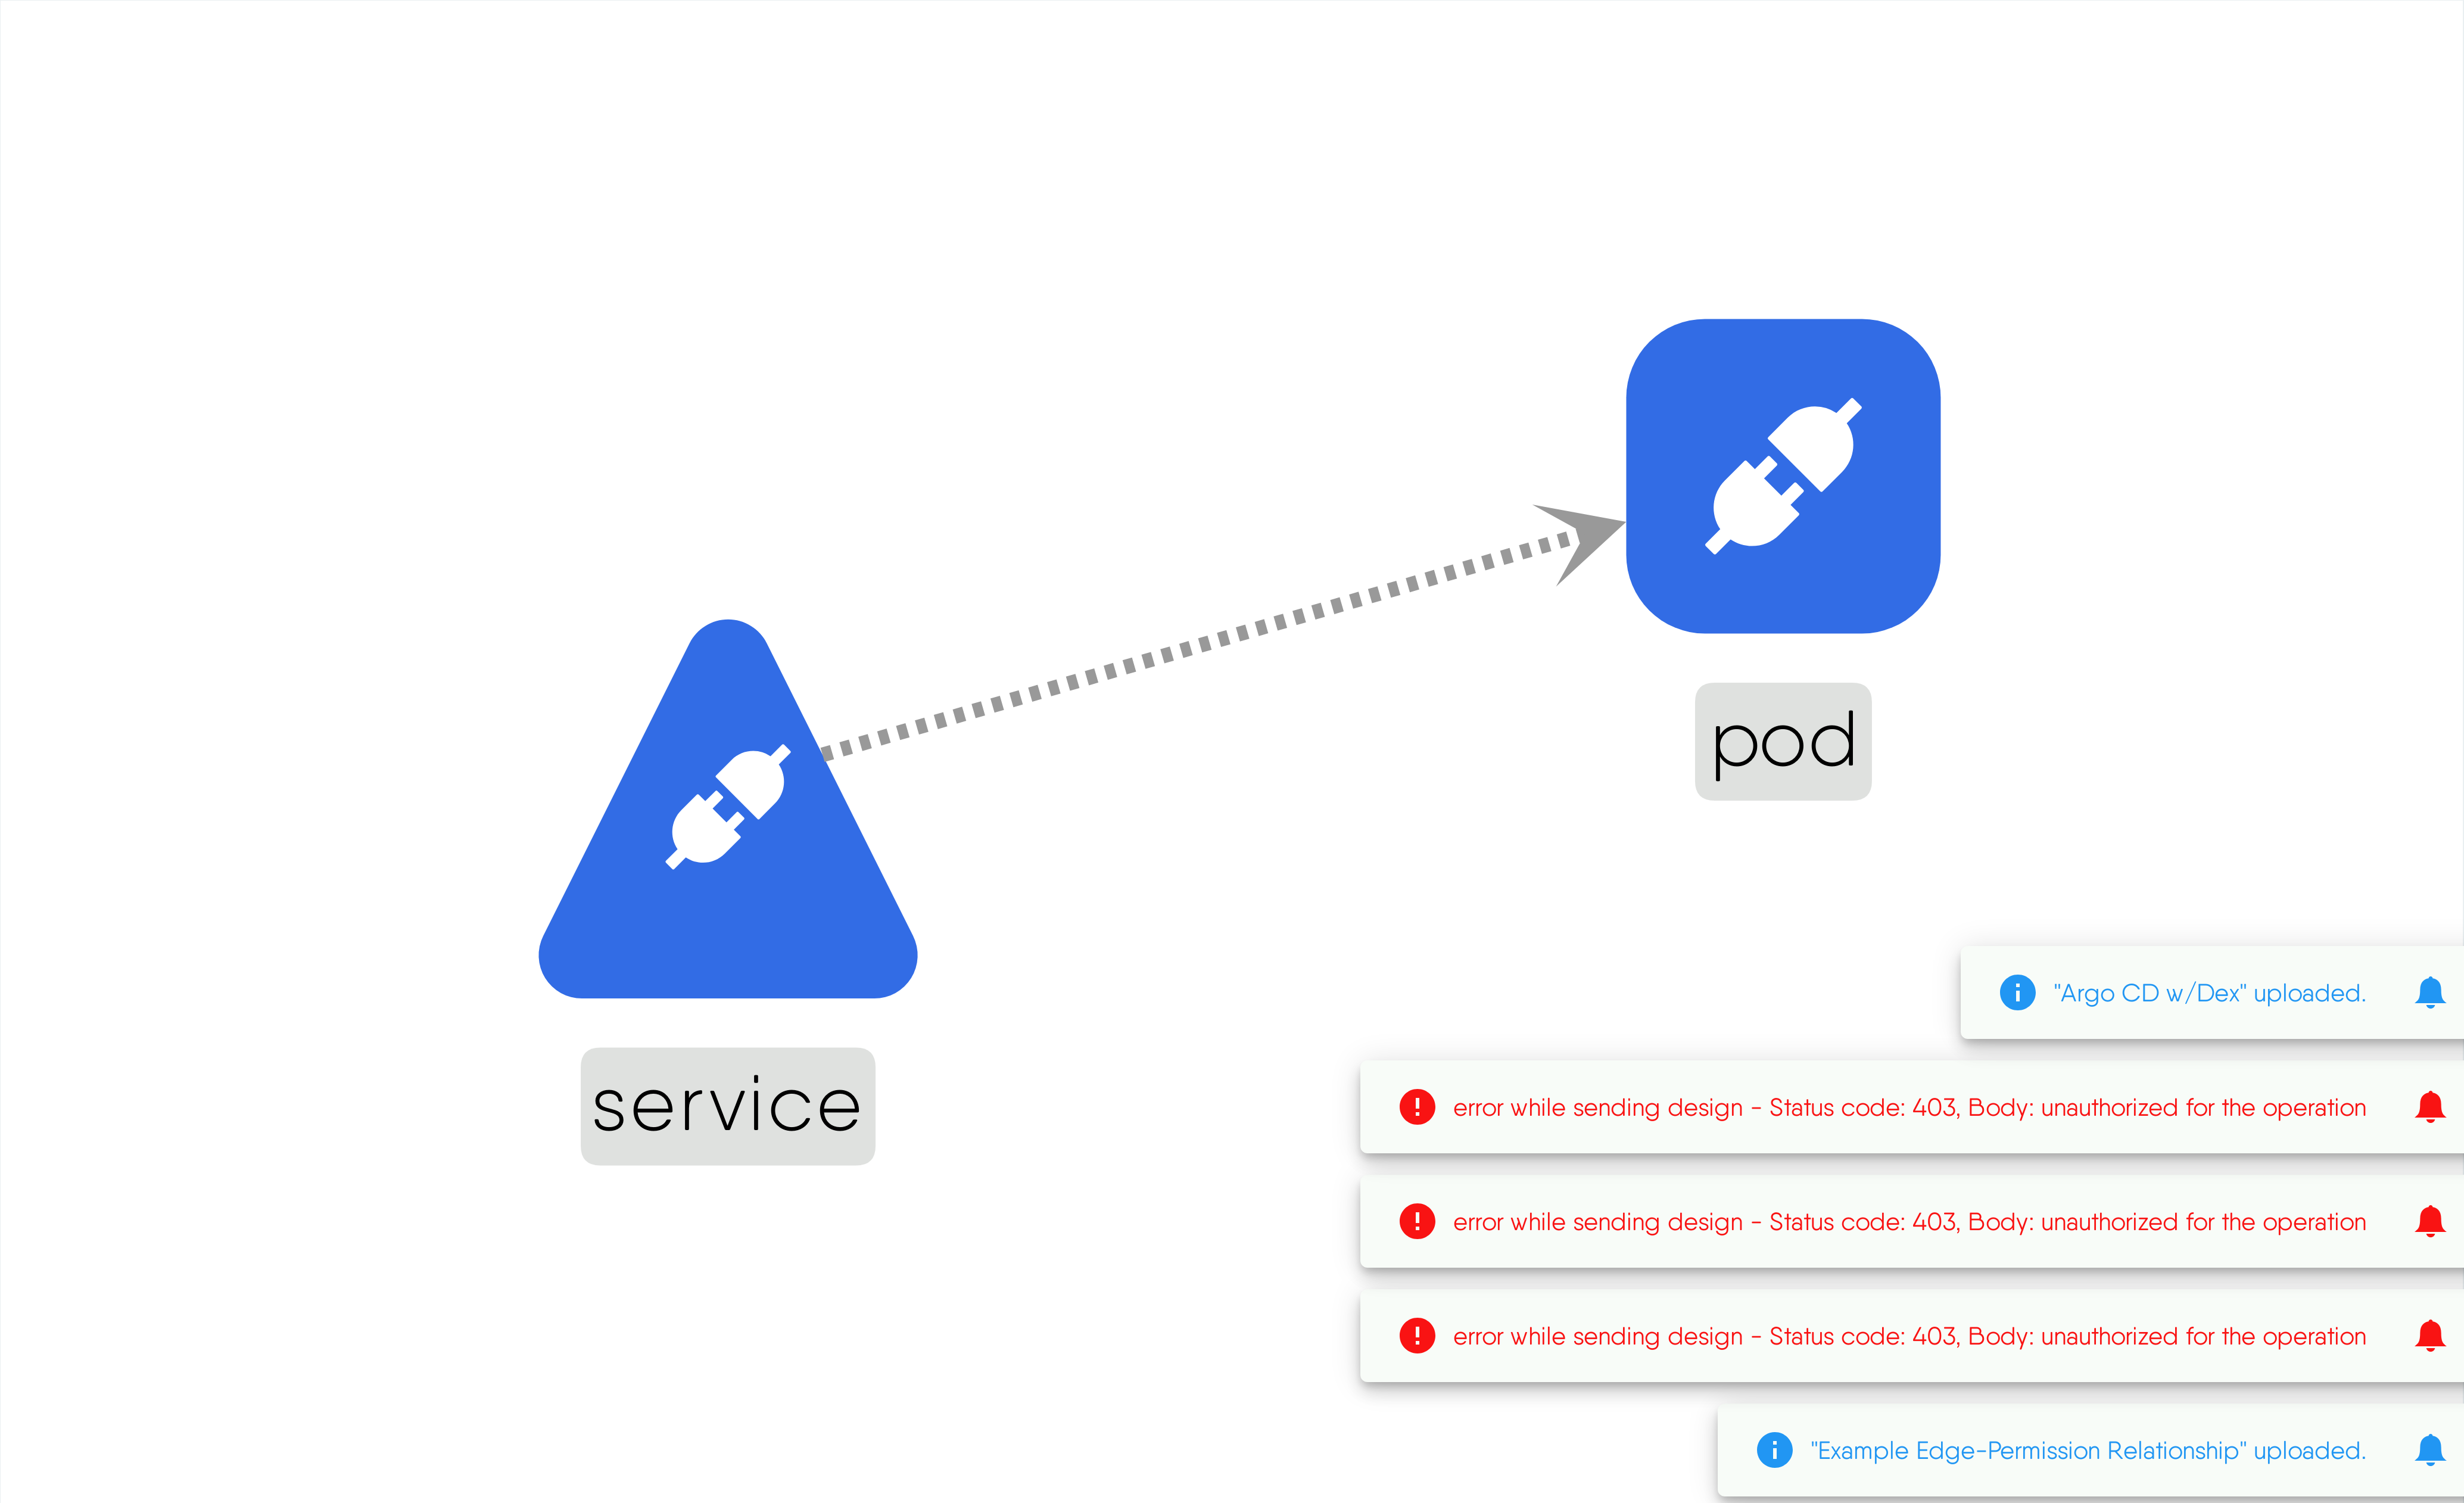 pod
service
"Argo CD w/Dex" uploaded.
error while sending design - Status code: 403, Body: unauthorized for the operation
error while sending design - Status code: 403, Body: unauthorized for the operation
error while sending design - Status code: 403, Body: unauthorized for the operation
"Example Edge-Permission Relationship" uploaded.